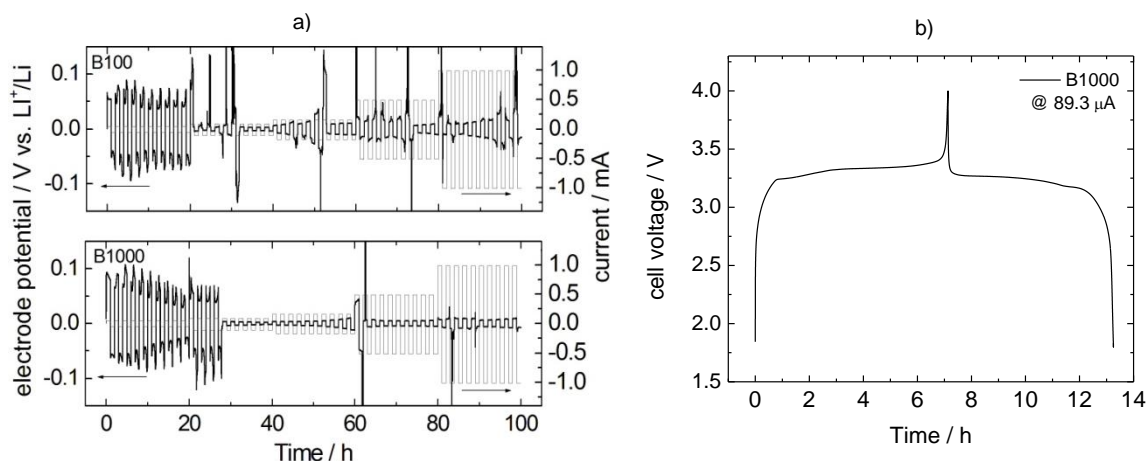 a)
B100
0.1
0.0
-0.1
1.0
0.5
0.0
-0.5
-1.0
B1000
0.1
0.0
-0.1
1.0
0.5
0.0
-0.5
-1.0
electrode potential / V vs. LI⁺/Li
current / mA
0 20 40 60 80 100
Time / h
b)
B1000
@ 89.3 µA
4.0
3.5
3.0
2.5
2.0
1.5
cell voltage / V
0 2 4 6 8 10 12 14
Time / h